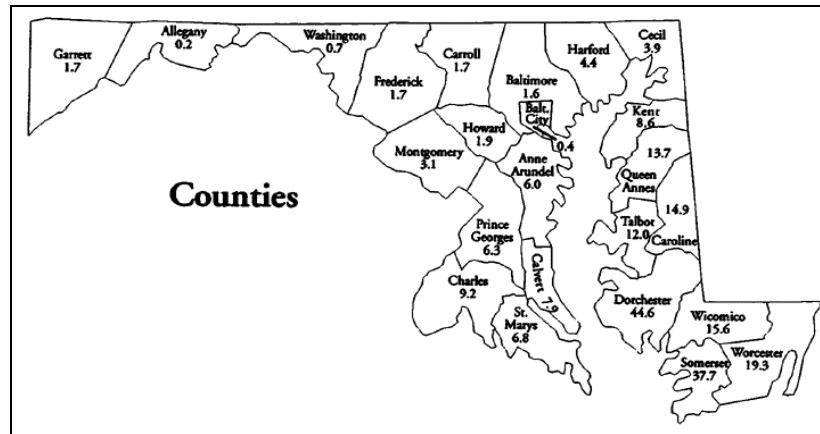 Garrett
1.7
Allegany
0.2
Washington
0.7
Frederick
1.7
Carroll
1.7
Baltimore
1.6
Balt.
City
0.4
Harford
4.4
Cecil
3.9
Howard
1.9
Montgomery
3.1
Anne
Arundel
6.0
Kent
8.6
13.7
Queen
Annes
Talbot
12.0
14.9
Caroline
Counties
Prince
Georges
6.3
Charles
9.2
Calvert 7.9
St.
Marys
6.8
Dorchester
44.6
Wicomico
15.6
Somerset
37.7
Worcester
19.3